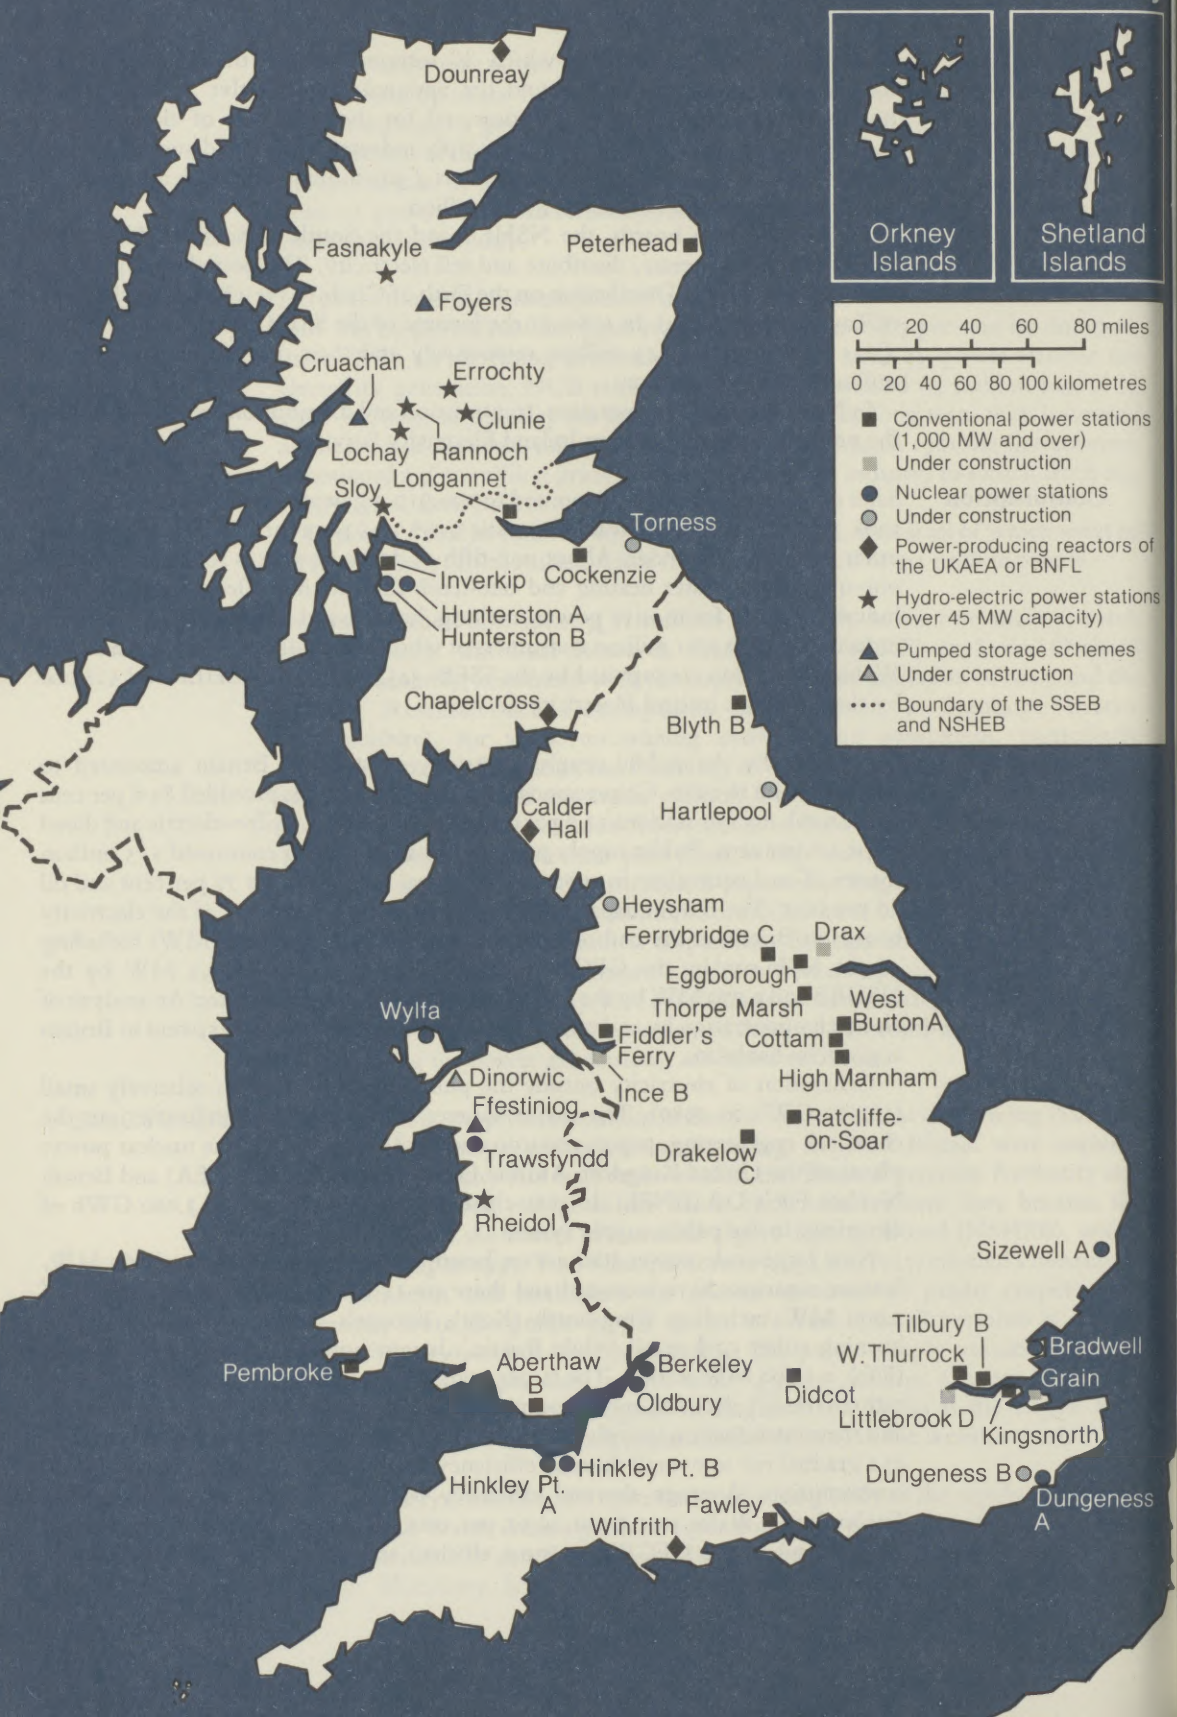 Dounreay
Orkney
Islands
Shetland
Islands
Fasnakyle
Peterhead
Foyers
0 20 40 60 80 miles
0 20 40 60 80 100 kilometres
Conventional power stations
(1,000 MW and over)
Under construction
Nuclear power stations
Under construction
Power-producing reactors of
the UKAEA or BNFL
Hydro-electric power stations
(over 45 MW capacity)
Pumped storage schemes
Under construction
Boundary of the SSEB
and NSHEB
Cruachan
Errochty
Clunie
Lochay
Rannoch
Longannet
Sloy
Torness
Inverkip
Cockenzie
Hunterston A
Hunterston B
Chapelcross
Blyth B
Hartlepool
Calder
Hall
Heysham
Ferrybridge C
Drax
Eggborough
Thorpe Marsh
West
Burton A
Wylfa
Fiddler's
Ferry
Cottam
High Marnham
Dinorwic
Ince B
Ffestiniog
Ratcliffe-
on-Soar
Trawsfyndd
Drakelow
C
Rheidol
Sizewell A
Tilbury B
Bradwell
W. Thurrock
Grain
Pembroke
Aberthaw
B
Berkeley
Oldbury
Didcot
Littlebrook D
Kingsnorth
Hinkley Pt.
A
Hinkley Pt. B
Dungeness B
Dungeness
A
Fawley
Winfrith